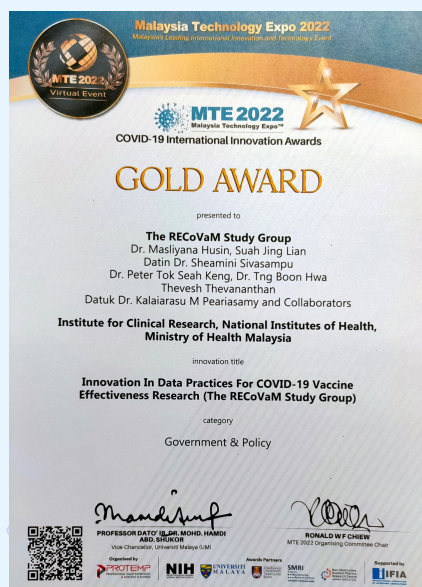 Malaysia Technology Expo 2022
Malaysia's Leading International Innovation and Technology Event
MTE 2022
Virtual Event
MTE 2022
Malaysia Technology Expo™
COVID-19 International Innovation Awards
GOLD AWARD
presented to
The RECoVaM Study Group
Dr. Masliyana Husin, Suah Jing Lian
Datin Dr. Sheamini Sivasampu
Dr. Peter Tok Seah Keng, Dr. Tng Boon Hwa
Thevesh Thevananthan
Datuk Dr. Kalaiarasu M Peariasamy and Collaborators
Institute for Clinical Research, National Institutes of Health,
Ministry of Health Malaysia
innovation title
Innovation In Data Practices For COVID-19 Vaccine
Effectiveness Research (The RECoVaM Study Group)
category
Government & Policy
PROFESSOR DATO' IR. DR. MOHD. HAMDI
ABD. SHUKOR
Vice-Chancellor, Universiti Malaya (UM)
RONALD W F CHIEW
MTE 2022 Organising Committee Chair
Organised by
Awards Partners
Supported by
PROTEMP
NIH
UNIVERSITI
MALAYA
SMRI
IFIA